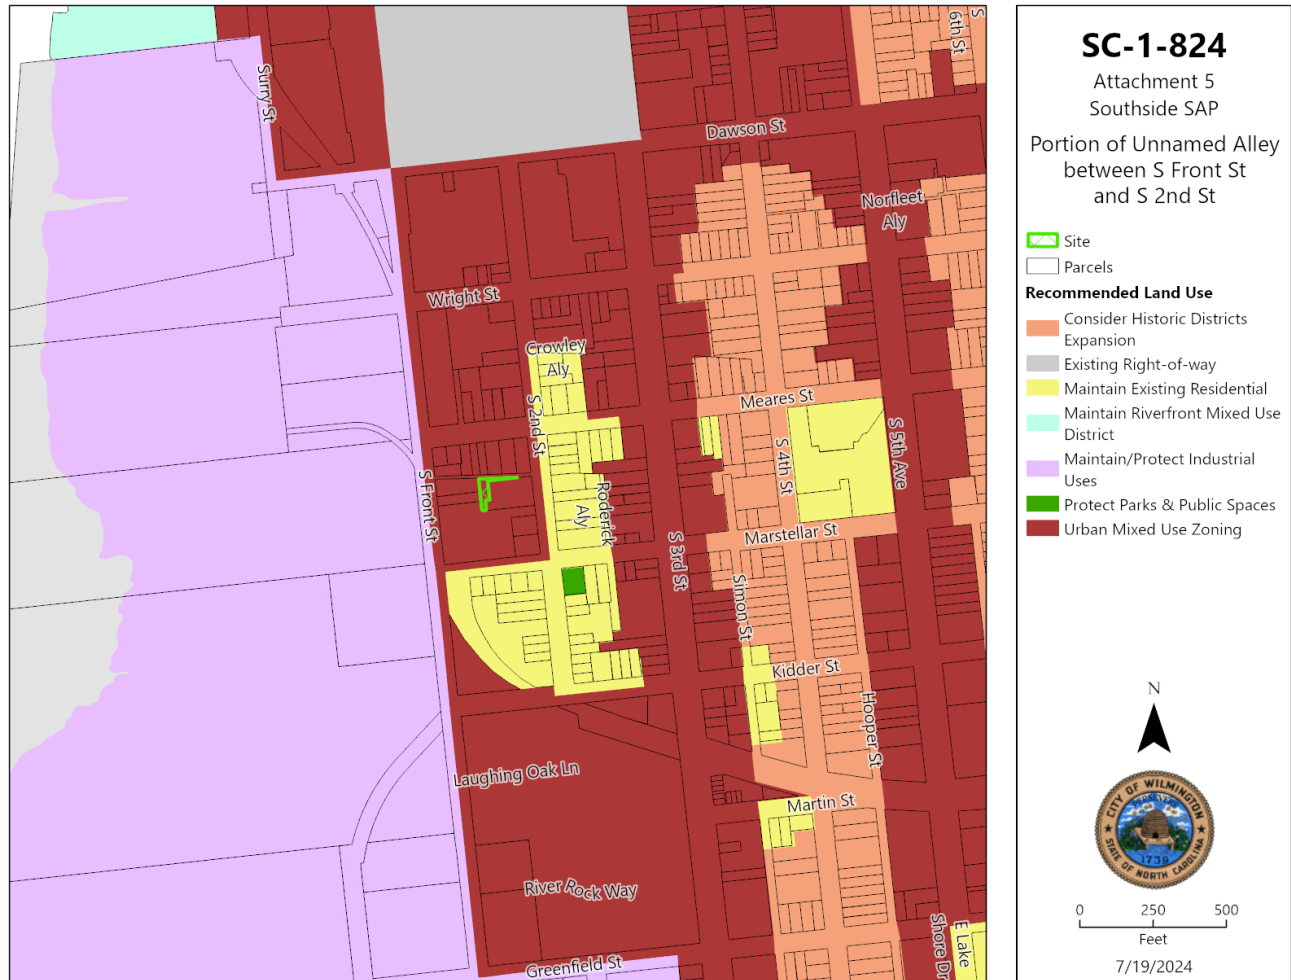 SC-1-824
Attachment 5
Southside SAP
Portion of Unnamed Alley
between S Front St
and S 2nd St
Site
Parcels
Recommended Land Use
Consider Historic Districts
Expansion
Existing Right-of-way
Maintain Existing Residential
Maintain Riverfront Mixed Use
District
Maintain/Protect Industrial
Uses
Protect Parks & Public Spaces
Urban Mixed Use Zoning
N
CITY OF WILMINGTON
PERSEVERE
1739
STATE OF NORTH CAROLINA
0 250 500
Feet
7/19/2024
Surry St
S
6th St
Dawson St
Norfleet
Aly
Wright St
Crowley
Aly
Meares St
S 2nd St
S 4th St
S 5th Ave
S Front St
Roderick
Aly
S 3rd St
Marstellar St
Simon St
Kidder St
Hooper St
Laughing Oak Ln
Martin St
River Rock Way
Greenfield St
E Lake
Shore Dr